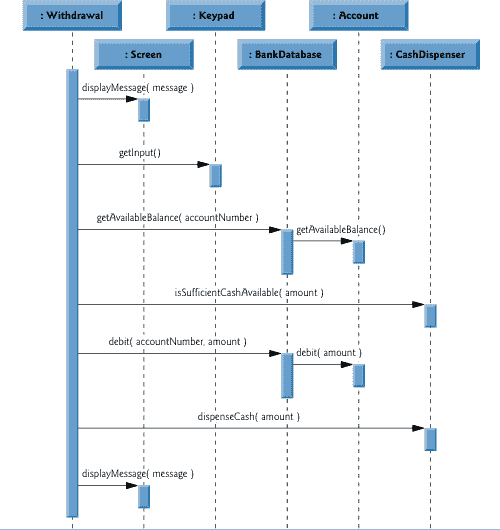 : Withdrawal
: Keypad
: Account
: Screen
: BankDatabase
: CashDispenser
displayMessage( message )
getInput()
getAvailableBalance( accountNumber )
getAvailableBalance()
isSufficientCashAvailable( amount )
debit( accountNumber, amount )
debit( amount )
dispenseCash( amount )
displayMessage( message )